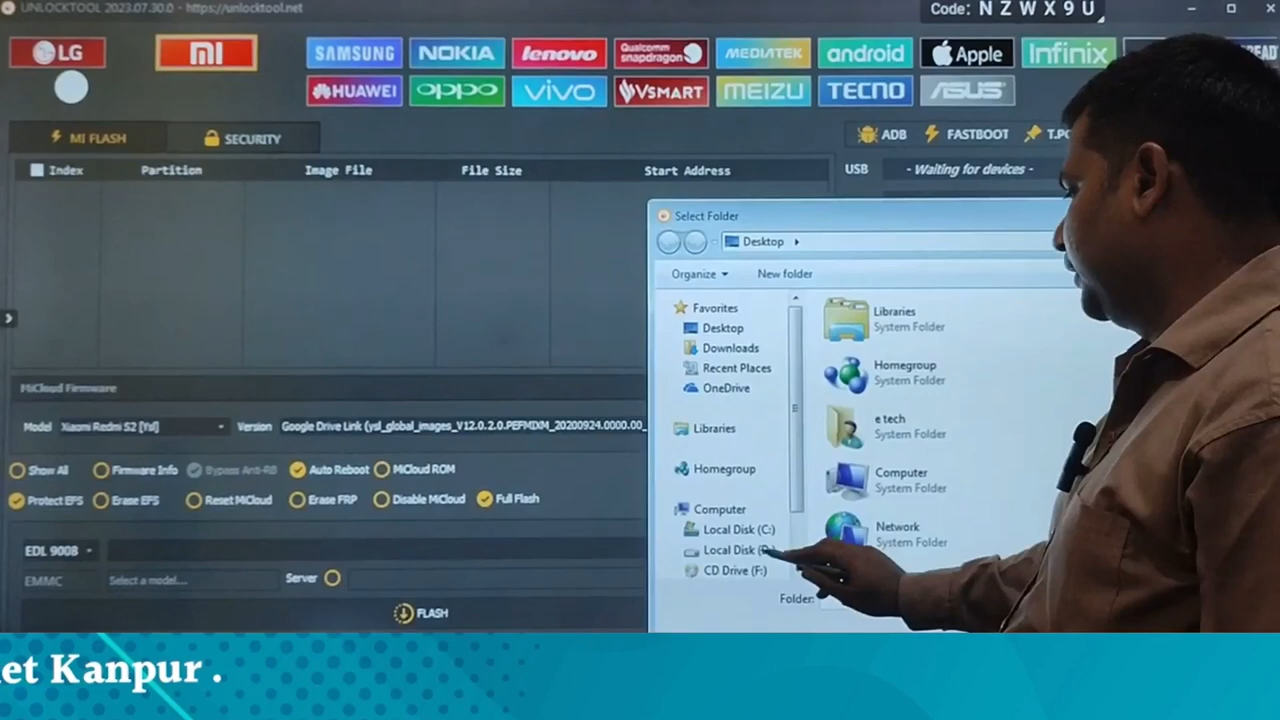 UNLOCKTOOL 2023.07.30.0 - https://unlocktool.net
Code: N Z W X 9 U
LG
MI
SAMSUNG
NOKIA
lenovo
Qualcomm snapdragon
MEDIATEK
android
Apple
Infinix
HUAWEI
oppo
vivo
VSMART
MEIZU
TECNO
ASUS
MI FLASH
SECURITY
ADB
FASTBOOT
Index
Partition
Image File
File Size
Start Address
USB
- Waiting for devices -
Select Folder
Desktop
Organize
New folder
Favorites
Desktop
Downloads
Recent Places
OneDrive
Libraries
Homegroup
Computer
Local Disk (C:)
Local Disk
CD Drive (F:)
Libraries
System Folder
Homegroup
System Folder
e tech
System Folder
Computer
System Folder
Network
System Folder
Folder:
MiCloud Firmware
Model Xiaomi Redmi S2 [Ysl] Version Google Drive Link (ysl_global_images_V12.0.2.0.PEFMIXM_20200924.0000.00_
Show All Firmware Info Bypass Anti-RB Auto Reboot MiCloud ROM
Protect EFS Erase EFS Reset MiCloud Erase FRP Disable MiCloud Full Flash
EDL 9008
EMMC Select a model.... Server
FLASH
et Kanpur .